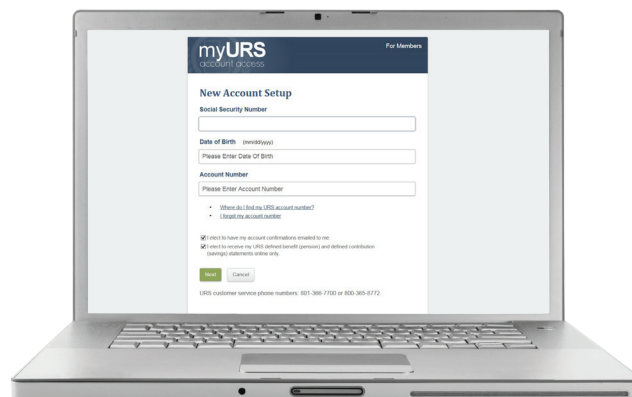 myURS
For Members
account access
New Account Setup
Social Security Number
Date of Birth (mm/dd/yyyy)
Please Enter Date Of Birth
Account Number
Please Enter Account Number
Where do I find my URS account number?
I forgot my account number
I elect to have my account confirmations emailed to me
I elect to receive my URS defined benefit (pension) and defined contribution
(savings) statements online only.
Next Cancel
URS customer service phone numbers: 801-366-7700 or 800-365-8772